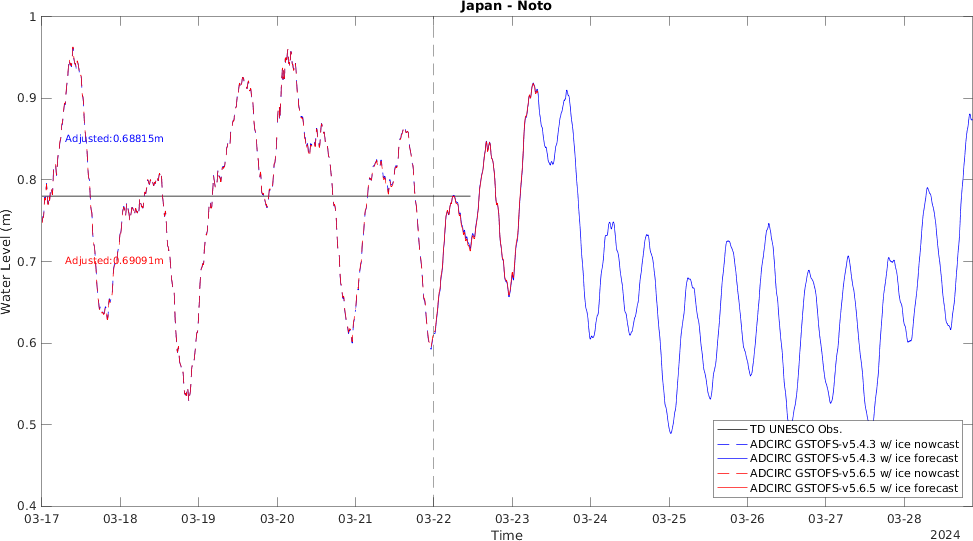 Japan - Noto
1
0.9
0.8
0.7
0.6
0.5
0.4
Water Level (m)
Adjusted:0.68815m
Adjusted:0.69091m
TD UNESCO Obs.
ADCIRC GSTOFS-v5.4.3 w/ ice nowcast
ADCIRC GSTOFS-v5.4.3 w/ ice forecast
ADCIRC GSTOFS-v5.6.5 w/ ice nowcast
ADCIRC GSTOFS-v5.6.5 w/ ice forecast
03-17 03-18 03-19 03-20 03-21 03-22 03-23 03-24 03-25 03-26 03-27 03-28
Time
2024